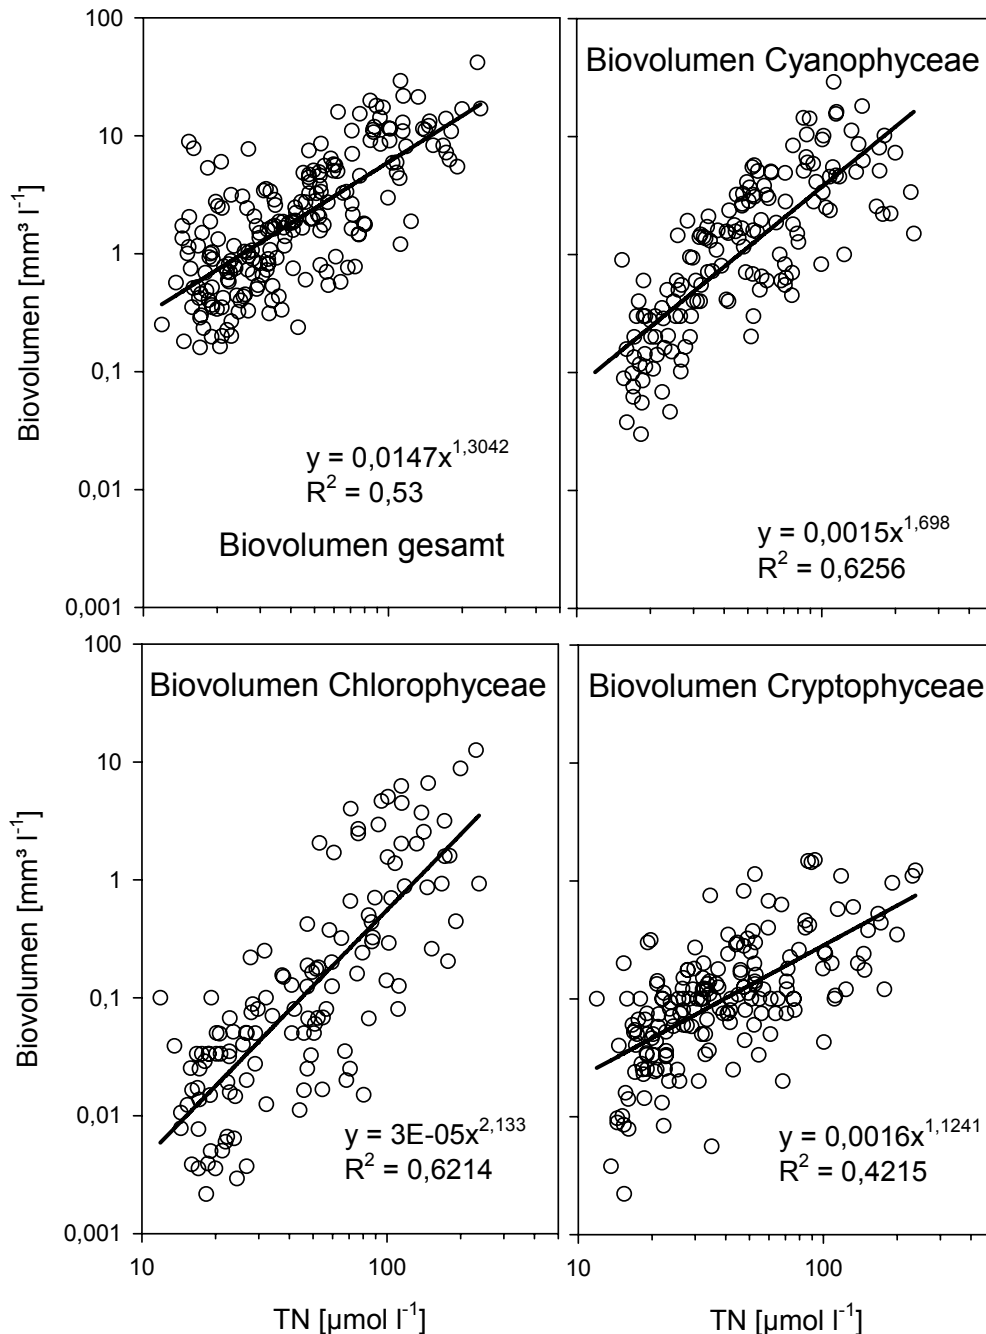 100
10
1
0,1
0,01
0,001
Biovolumen [mm³ l⁻¹]
y = 0,0147x^1,3042
R² = 0,53
Biovolumen gesamt
Biovolumen Cyanophyceae
y = 0,0015x^1,698
R² = 0,6256
100
10
1
0,1
0,01
0,001
Biovolumen [mm³ l⁻¹]
Biovolumen Chlorophyceae
y = 3E-05x^2,133
R² = 0,6214
10
100
TN [µmol l⁻¹]
Biovolumen Cryptophyceae
y = 0,0016x^1,1241
R² = 0,4215
10
100
TN [µmol l⁻¹]